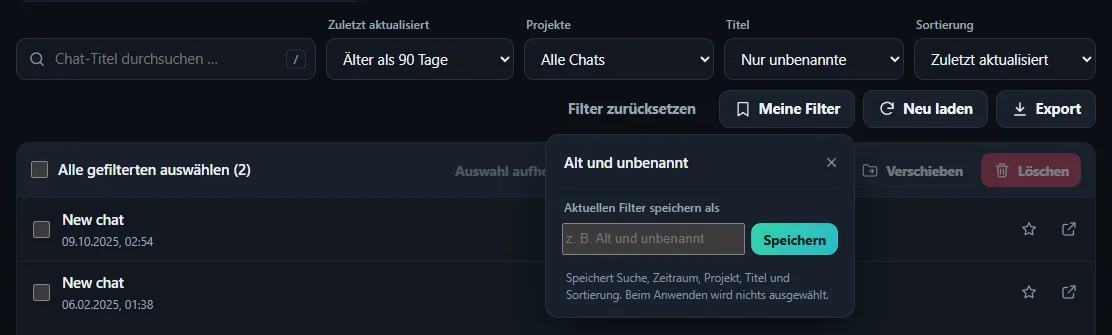 Zuletzt aktualisiert
Projekte
Titel
Sortierung
Chat-Titel durchsuchen ...
/
Älter als 90 Tage
Alle Chats
Nur unbenannte
Zuletzt aktualisiert
Filter zurücksetzen
Meine Filter
Neu laden
Export
Alle gefilterten auswählen (2)
Auswahl aufhe
Verschieben
Löschen
Alt und unbenannt
Aktuellen Filter speichern als
z. B. Alt und unbenannt
Speichern
Speichert Suche, Zeitraum, Projekt, Titel und
Sortierung. Beim Anwenden wird nichts ausgewählt.
New chat
09.10.2025, 02:54
New chat
06.02.2025, 01:38